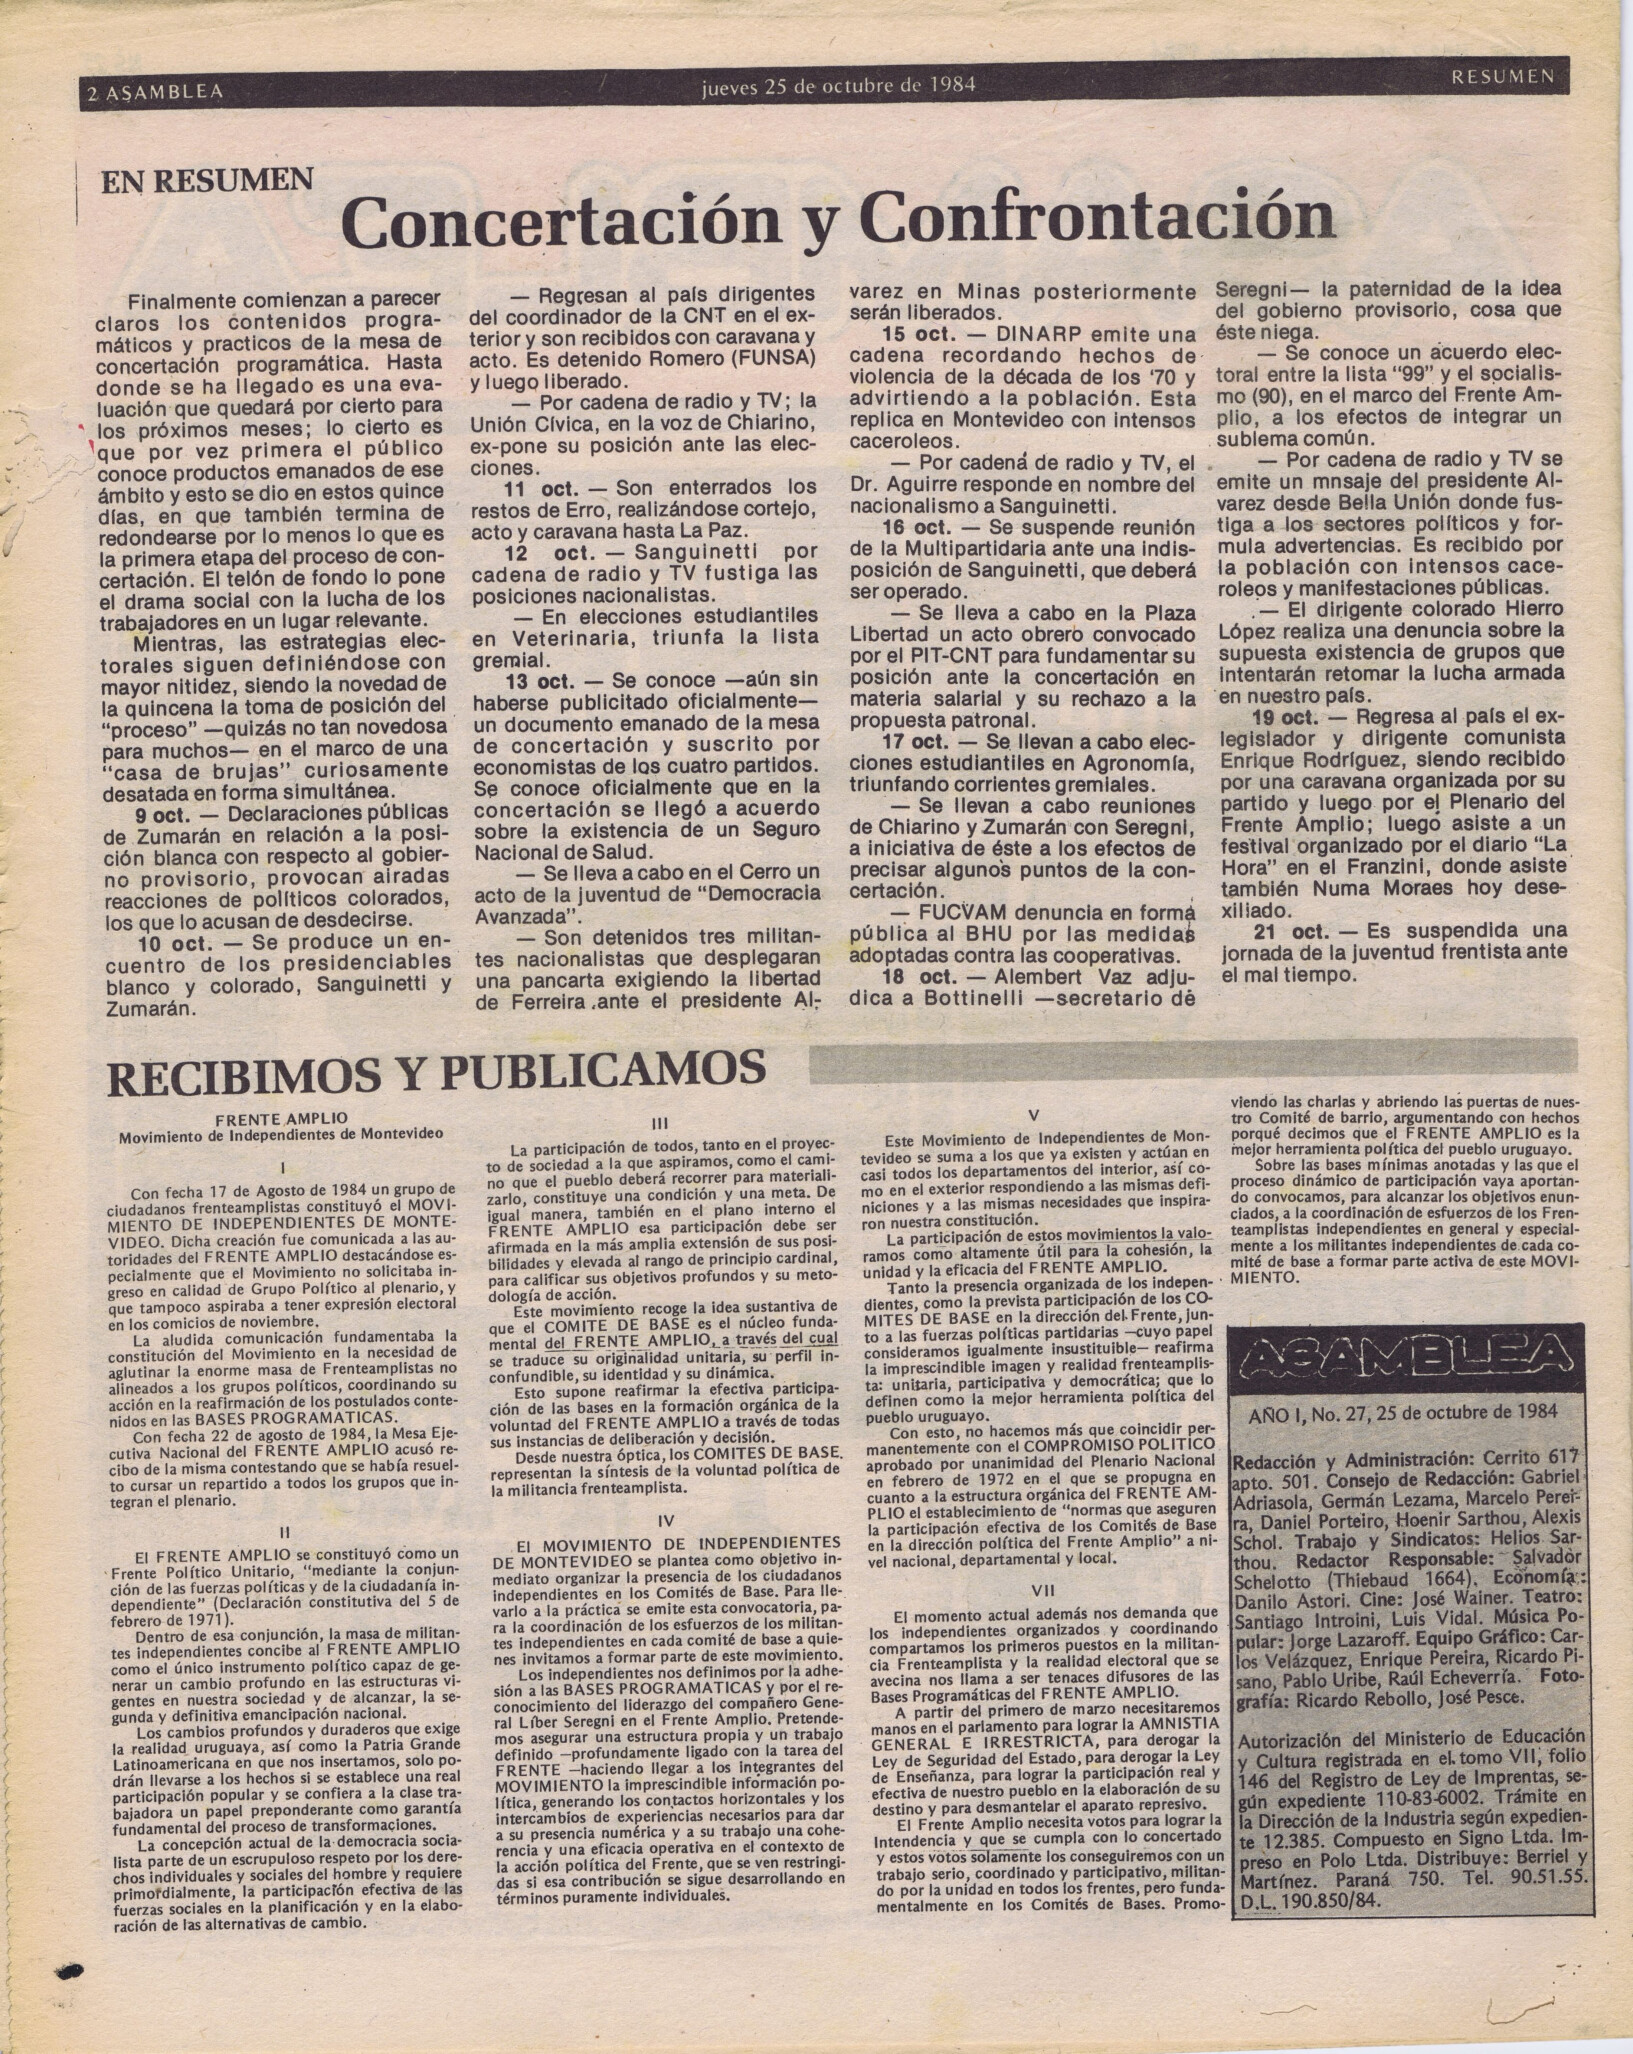 2 ASAMBLEA
jueves 25 de octubre de 1984
RESUMEN
EN RESUMEN
Concertación y Confrontación
Finalmente comienzan a parecer
claros los contenidos progra-
máticos y practicos de la mesa de
concertación programática. Hasta
donde se ha llegado es una eva-
luación que quedará por cierto para
los próximos meses; lo cierto es
que por vez primera el público
conoce productos emanados de ese
ámbito y esto se dio en estos quince
días, en que también termina de
redondearse por lo menos lo que es
la primera etapa del proceso de con-
certación. El telón de fondo lo pone
el drama social con la lucha de los
trabajadores en un lugar relevante.
Mientras, las estrategias elec-
torales siguen definiéndose con
mayor nitidez, siendo la novedad de
la quincena la toma de posición del
"proceso" —quizás no tan novedosa
para muchos— en el marco de una
"casa de brujas" curiosamente
desatada en forma simultánea.
9 oct. — Declaraciones públicas
de Zumarán en relación a la posi-
ción blanca con respecto al gobier-
no provisorio, provocan airadas
reacciones de políticos colorados,
los que lo acusan de desdecirse.
10 oct. — Se produce un en-
cuentro de los presidenciables
blanco y colorado, Sanguinetti y
Zumarán.
— Regresan al país dirigentes
del coordinador de la CNT en el ex-
terior y son recibidos con caravana y
acto. Es detenido Romero (FUNSA)
y luego liberado.
— Por cadena de radio y TV; la
Unión Cívica, en la voz de Chiarino,
ex-pone su posición ante las elec-
ciones.
11 oct. — Son enterrados los
restos de Erro, realizándose cortejo,
acto y caravana hasta La Paz.
12 oct. — Sanguinetti por
cadena de radio y TV fustiga las
posiciones nacionalistas.
— En elecciones estudiantiles
en Veterinaria, triunfa la lista
gremial.
13 oct. — Se conoce —aún sin
haberse publicitado oficialmente—
un documento emanado de la mesa
de concertación y suscrito por
economistas de los cuatro partidos.
Se conoce oficialmente que en la
concertación se llegó a acuerdo
sobre la existencia de un Seguro
Nacional de Salud.
— Se lleva a cabo en el Cerro un
acto de la juventud de "Democracia
Avanzada".
— Son detenidos tres militan-
tes nacionalistas que desplegaran
una pancarta exigiendo la libertad
de Ferreira ante el presidente Al-
varez en Minas posteriormente
serán liberados.
15 oct. — DINARP emite una
cadena recordando hechos de
violencia de la década de los '70 y
advirtiendo a la población. Esta
replica en Montevideo con intensos
caceroleos.
— Por cadena de radio y TV, el
Dr. Aguirre responde en nombre del
nacionalismo a Sanguinetti.
16 oct. — Se suspende reunión
de la Multipartidaria ante una indis-
posición de Sanguinetti, que deberá
ser operado.
— Se lleva a cabo en la Plaza
Libertad un acto obrero convocado
por el PIT-CNT para fundamentar su
posición ante la concertación en
materia salarial y su rechazo a la
propuesta patronal.
17 oct. — Se llevan a cabo elec-
ciones estudiantiles en Agronomía,
triunfando corrientes gremiales.
— Se llevan a cabo reuniones
de Chiarino y Zumarán con Seregni,
a iniciativa de éste a los efectos de
precisar algunos puntos de la con-
certación.
— FUCVAM denuncia en forma
pública al BHU por las medidas
adoptadas contra las cooperativas.
18 oct. — Alembert Vaz adju-
dica a Bottinelli —secretario de
Seregni— la paternidad de la idea
del gobierno provisorio, cosa que
éste niega.
— Se conoce un acuerdo elec-
toral entre la lista "99" y el socialis-
mo (90), en el marco del Frente Am-
plio, a los efectos de integrar un
sublema común.
— Por cadena de radio y TV se
emite un mnsaje del presidente Al-
varez desde Bella Unión donde fus-
tiga a los sectores políticos y for-
mula advertencias. Es recibido por
la población con intensos cace-
roleos y manifestaciones públicas.
— El dirigente colorado Hierro
López realiza una denuncia sobre la
supuesta existencia de grupos que
intentarán retomar la lucha armada
en nuestro país.
19 oct. — Regresa al país el ex-
legislador y dirigente comunista
Enrique Rodríguez, siendo recibido
por una caravana organizada por su
partido y luego por el Plenario del
Frente Amplio; luego asiste a un
festival organizado por el diario "La
Hora" en el Franzini, donde asiste
también Numa Moraes hoy dese-
xiliado.
21 oct. — Es suspendida una
jornada de la juventud frentista ante
el mal tiempo.
RECIBIMOS Y PUBLICAMOS
FRENTE AMPLIO
Movimiento de Independientes de Montevideo
I
Con fecha 17 de Agosto de 1984 un grupo de
ciudadanos frenteamplistas constituyó el MOVI-
MIENTO DE INDEPENDIENTES DE MONTE-
VIDEO. Dicha creación fue comunicada a las au-
toridades del FRENTE AMPLIO destacándose es-
pecialmente que el Movimiento no solicitaba in-
greso en calidad de Grupo Político al plenario, y
que tampoco aspiraba a tener expresión electoral
en los comicios de noviembre.
La aludida comunicación fundamentaba la
constitución del Movimiento en la necesidad de
aglutinar la enorme masa de Frenteamplistas no
alineados a los grupos políticos, coordinando su
acción en la reafirmación de los postulados conte-
nidos en las BASES PROGRAMATICAS.
Con fecha 22 de agosto de 1984, la Mesa Eje-
cutiva Nacional del FRENTE AMPLIO acusó re-
cibo de la misma contestando que se había resuel-
to cursar un repartido a todos los grupos que in-
tegran el plenario.
II
El FRENTE AMPLIO se constituyó como un
Frente Político Unitario, "mediante la conjun-
ción de las fuerzas políticas y de la ciudadanía in-
dependiente" (Declaración constitutiva del 5 de
febrero de 1971).
Dentro de esa conjunción, la masa de militan-
tes independientes concibe al FRENTE AMPLIO
como el único instrumento político capaz de ge-
nerar un cambio profundo en las estructuras vi-
gentes en nuestra sociedad y de alcanzar, la se-
gunda y definitiva emancipación nacional.
Los cambios profundos y duraderos que exige
la realidad uruguaya, así como la Patria Grande
Latinoamericana en que nos insertamos, solo po-
drán llevarse a los hechos si se establece una real
participación popular y se confiera a la clase tra-
bajadora un papel preponderante como garantía
fundamental del proceso de transformaciones.
La concepción actual de la democracia socia-
lista parte de un escrupuloso respeto por los dere-
chos individuales y sociales del hombre y requiere
primordialmente, la participación efectiva de las
fuerzas sociales en la planificación y en la elabo-
ración de las alternativas de cambio.
III
La participación de todos, tanto en el proyec-
to de sociedad a la que aspiramos, como el cami-
no que el pueblo deberá recorrer para materiali-
zarlo, constituye una condición y una meta. De
igual manera, también en el plano interno el
FRENTE AMPLIO esa participación debe ser
afirmada en la más amplia extensión de sus posi-
bilidades y elevada al rango de principio cardinal,
para calificar sus objetivos profundos y su meto-
dología de acción.
Este movimiento recoge la idea sustantiva de
que el COMITE DE BASE es el núcleo funda-
mental del FRENTE AMPLIO, a través del cual
se traduce su originalidad unitaria, su perfil in-
confundible, su identidad y su dinámica.
Esto supone reafirmar la efectiva participa-
ción de las bases en la formación orgánica de la
voluntad del FRENTE AMPLIO a través de todas
sus instancias de deliberación y decisión.
Desde nuestra óptica, los COMITES DE BASE,
representan la síntesis de la voluntad política de
la militancia frenteamplista.
IV
El MOVIMIENTO DE INDEPENDIENTES
DE MONTEVIDEO se plantea como objetivo in-
mediato organizar la presencia de los ciudadanos
independientes en los Comités de Base. Para lle-
varlo a la práctica se emite esta convocatoria, pa-
ra la coordinación de los esfuerzos de los militan-
tes independientes en cada comité de base a quie-
nes invitamos a formar parte de este movimiento.
Los independientes nos definimos por la adhe-
sión a las BASES PROGRAMATICAS y por el re-
conocimiento del liderazgo del compañero Gene-
ral Líber Seregni en el Frente Amplio. Pretende-
mos asegurar una estructura propia y un trabajo
definido —profundamente ligado con la tarea del
FRENTE —haciendo llegar a los integrantes del
MOVIMIENTO la imprescindible información po-
lítica, generando los contactos horizontales y los
intercambios de experiencias necesarios para dar
a su presencia numérica y a su trabajo una cohe-
rencia y una eficacia operativa en el contexto de
la acción política del Frente, que se ven restringi-
das si esa contribución se sigue desarrollando en
términos puramente individuales.
V
Este Movimiento de Independientes de Mon-
tevideo se suma a los que ya existen y actúan en
casi todos los departamentos del interior, así co-
mo en el exterior respondiendo a las mismas defi-
niciones y a las mismas necesidades que inspira-
ron nuestra constitución.
La participación de estos movimientos la valo-
ramos como altamente útil para la cohesión, la
unidad y la eficacia del FRENTE AMPLIO.
Tanto la presencia organizada de los indepen-
dientes, como la prevista participación de los CO-
MITES DE BASE en la dirección del Frente, jun-
to a las fuerzas políticas partidarias —cuyo papel
consideramos igualmente insustituible— reafirma
la imprescindible imagen y realidad frenteamplis-
ta: unitaria, participativa y democrática; que lo
definen como la mejor herramienta política del
pueblo uruguayo.
Con esto, no hacemos más que coincidir per-
manentemente con el COMPROMISO POLITICO
aprobado por unanimidad del Plenario Nacional
en febrero de 1972 en el que se propugna en
cuanto a la estructura orgánica del FRENTE AM-
PLIO el establecimiento de "normas que aseguren
la participación efectiva de los Comités de Base
en la dirección política del Frente Amplio" a ni-
vel nacional, departamental y local.
VII
El momento actual además nos demanda que
los independientes organizados y coordinando
compartamos los primeros puestos en la militan-
cia Frenteamplista y la realidad electoral que se
avecina nos llama a ser tenaces difusores de las
Bases Programáticas del FRENTE AMPLIO.
A partir del primero de marzo necesitaremos
manos en el parlamento para lograr la AMNISTIA
GENERAL E IRRESTRICTA, para derogar la
Ley de Seguridad del Estado, para derogar la Ley
de Enseñanza, para lograr la participación real y
efectiva de nuestro pueblo en la elaboración de su
destino y para desmantelar el aparato represivo.
El Frente Amplio necesita votos para lograr la
Intendencia y que se cumpla con lo concertado
y estos votos solamente los conseguiremos con un
trabajo serio, coordinado y participativo, militan-
do por la unidad en todos los frentes, pero funda-
mentalmente en los Comités de Bases. Promo-
viendo las charlas y abriendo las puertas de nues-
tro Comité de barrio, argumentando con hechos
porqué decimos que el FRENTE AMPLIO es la
mejor herramienta política del pueblo uruguayo.
Sobre las bases mínimas anotadas y las que el
proceso dinámico de participación vaya aportan-
do convocamos, para alcanzar los objetivos enun-
ciados, a la coordinación de esfuerzos de los Fren-
teamplistas independientes en general y especial-
mente a los militantes independientes de cada co-
mité de base a formar parte activa de este MOVI-
MIENTO.
ASAMBLEA
AÑO I, No. 27, 25 de octubre de 1984
Redacción y Administración: Cerrito 617
apto. 501. Consejo de Redacción: Gabriel
Adriasola, Germán Lezama, Marcelo Perei-
ra, Daniel Porteiro, Hoenir Sarthou, Alexis
Schol. Trabajo y Sindicatos: Helios Sar-
thou. Redactor Responsable: Salvador
Schelotto (Thiebaud 1664). Economía:
Danilo Astori. Cine: José Wainer. Teatro:
Santiago Introini, Luis Vidal. Música Po-
pular: Jorge Lazaroff. Equipo Gráfico: Car-
los Velázquez, Enrique Pereira, Ricardo Pi-
sano, Pablo Uribe, Raúl Echeverría. Foto-
grafía: Ricardo Rebollo, José Pesce.
Autorización del Ministerio de Educación
y Cultura registrada en el tomo VII, folio
146 del Registro de Ley de Imprentas, se-
gún expediente 110-83-6002. Trámite en
la Dirección de la Industria según expedien-
te 12.385. Compuesto en Signo Ltda. Im-
preso en Polo Ltda. Distribuye: Berriel y
Martínez. Paraná 750. Tel. 90.51.55.
D.L. 190.850/84.